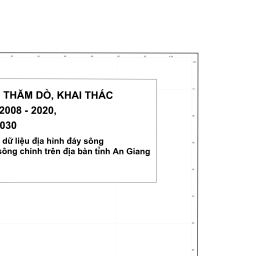 THĂM DÒ, KHAI THÁC
2008 - 2020,
030
dữ liệu địa hình đáy sông
sông chính trên địa bàn tỉnh An Giang